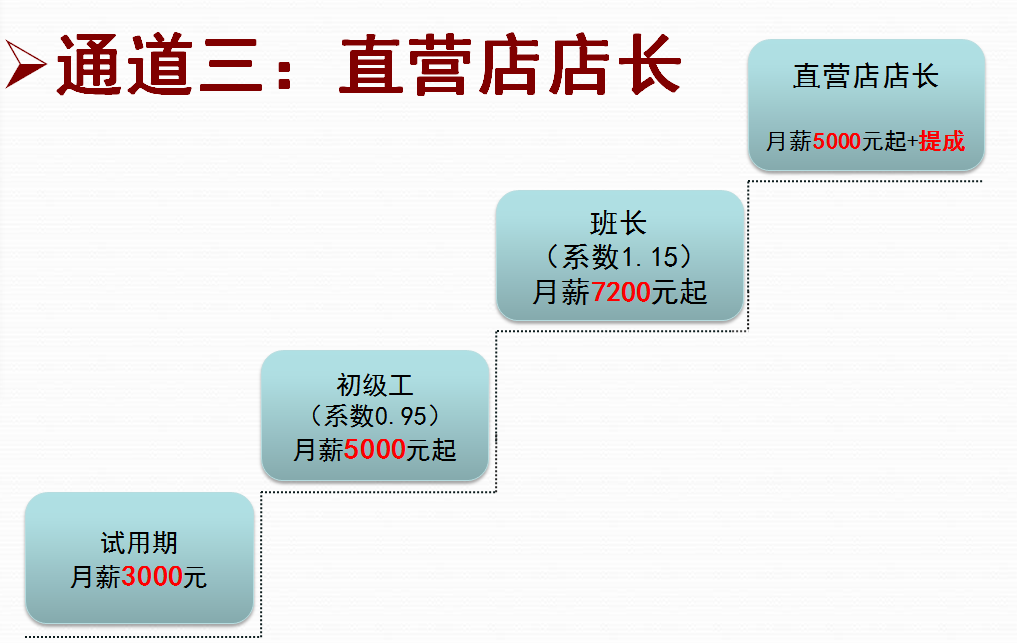 通道三：直营店店长
直营店店长
月薪5000元起+提成
班长
（系数1.15）
月薪7200元起
初级工
（系数0.95）
月薪5000元起
试用期
月薪3000元